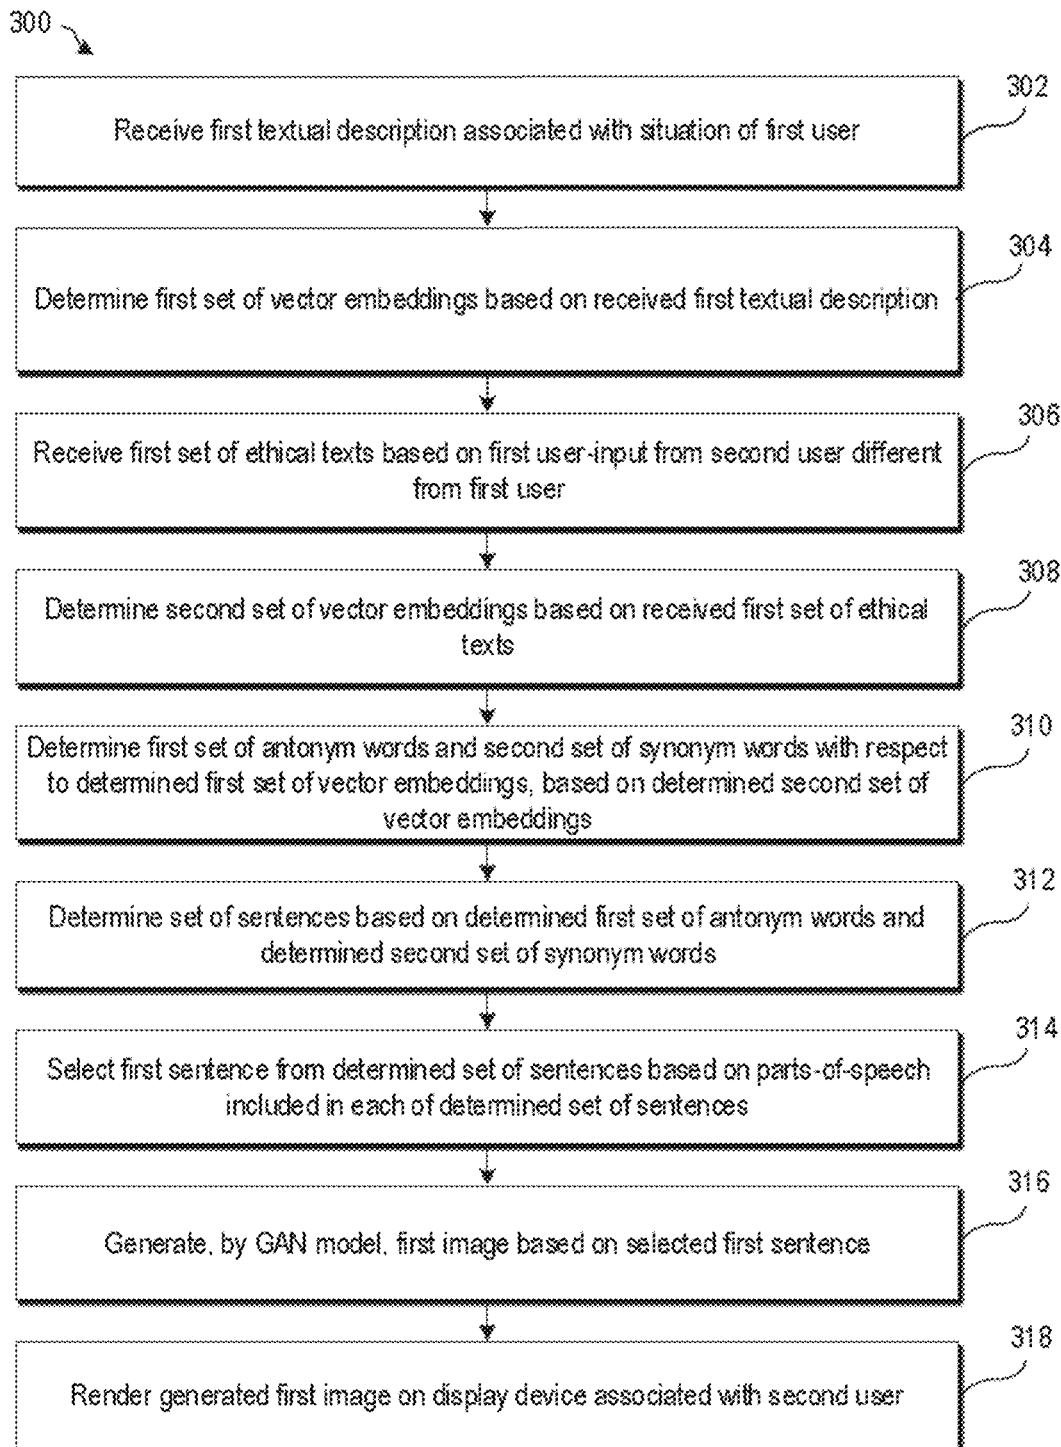 300
302
Receive first textual description associated with situation of first user
304
Determine first set of vector embeddings based on received first textual description
306
Receive first set of ethical texts based on first user-input from second user different
from first user
308
Determine second set of vector embeddings based on received first set of ethical
texts
310
Determine first set of antonym words and second set of synonym words with respect
to determined first set of vector embeddings, based on determined second set of
vector embeddings
312
Determine set of sentences based on determined first set of antonym words and
determined second set of synonym words
314
Select first sentence from determined set of sentences based on parts-of-speech
included in each of determined set of sentences
316
Generate, by GAN model, first image based on selected first sentence
318
Render generated first image on display device associated with second user